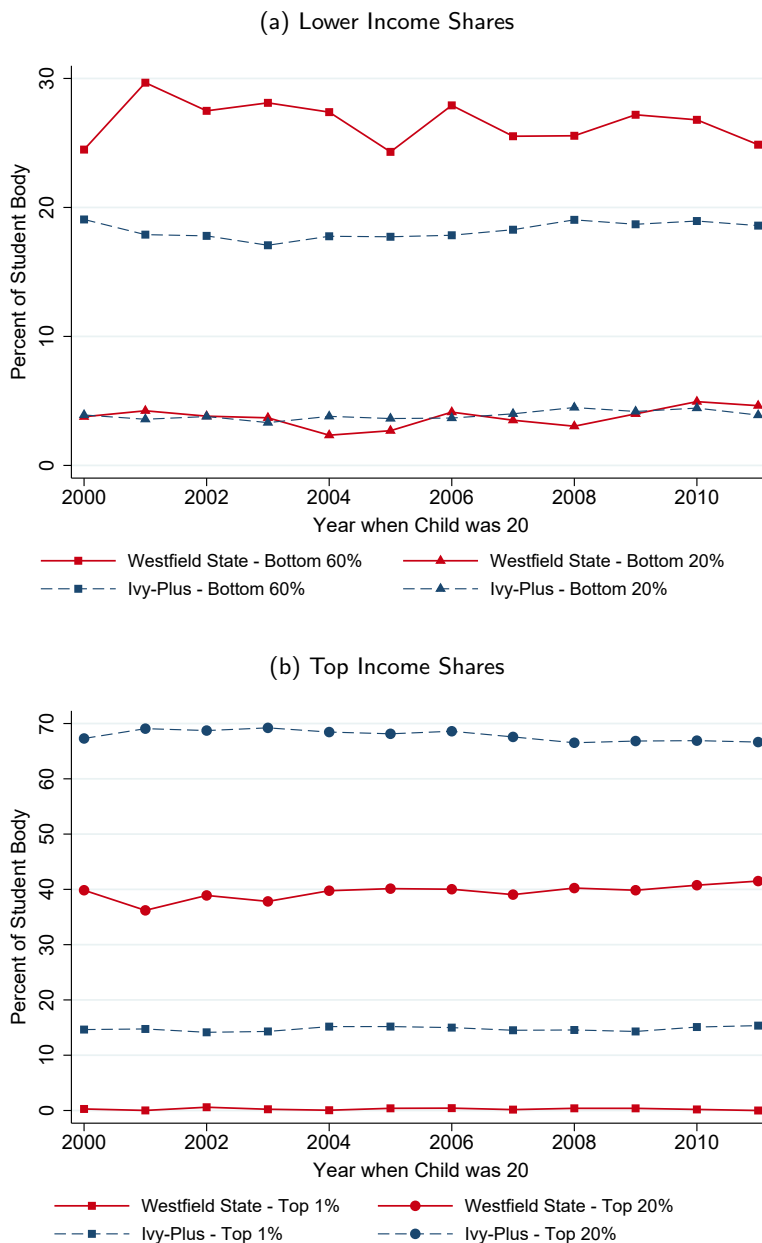 (a) Lower Income Shares
30
20
10
0
Percent of Student Body
2000 2002 2004 2006 2008 2010
Year when Child was 20
Westfield State - Bottom 60% Westfield State - Bottom 20%
Ivy-Plus - Bottom 60% Ivy-Plus - Bottom 20%
(b) Top Income Shares
70
60
50
40
30
20
10
0
Percent of Student Body
2000 2002 2004 2006 2008 2010
Year when Child was 20
Westfield State - Top 1% Westfield State - Top 20%
Ivy-Plus - Top 1% Ivy-Plus - Top 20%